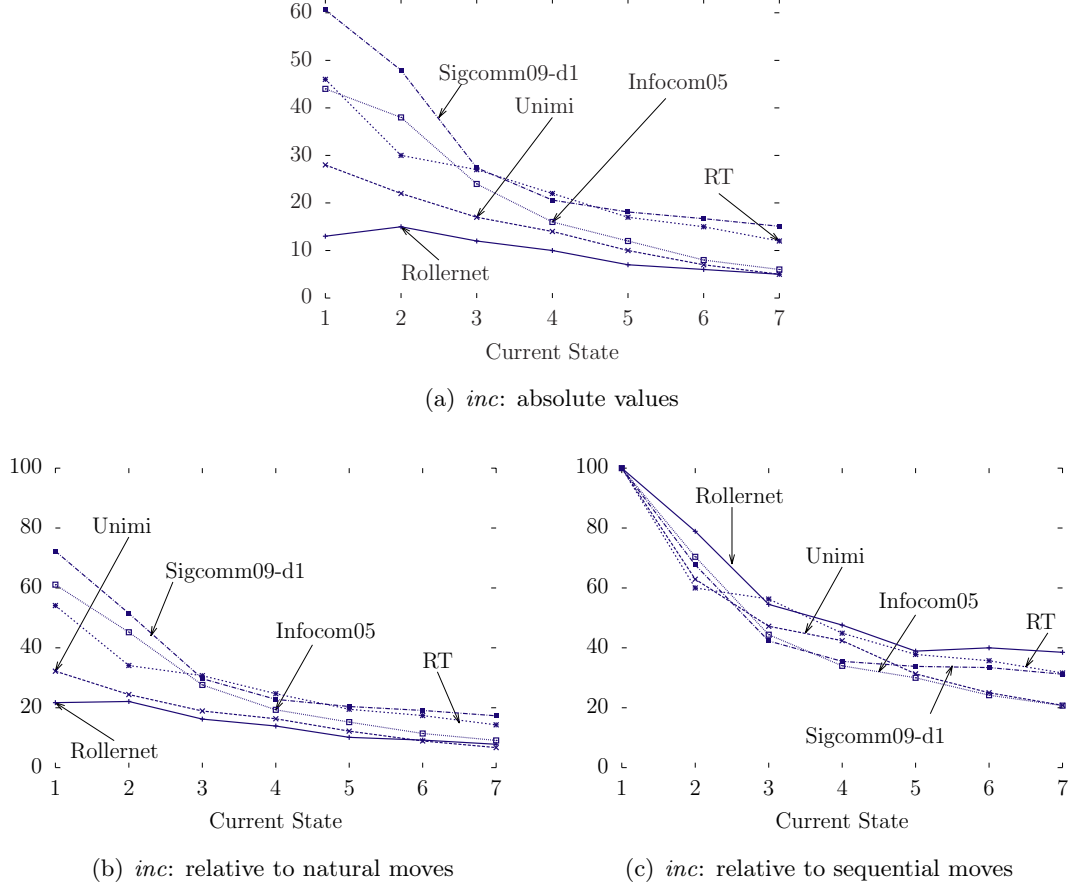 60
50
40
30
20
10
0
Sigcomm09-d1
Infocom05
Unimi
RT
Rollernet
1 2 3 4 5 6 7
Current State
(a) inc: absolute values
100
80
60
40
20
0
Unimi
Sigcomm09-d1
Infocom05
RT
Rollernet
1 2 3 4 5 6 7
Current State
(b) inc: relative to natural moves
100
80
60
40
20
0
Rollernet
Unimi
Infocom05
RT
Sigcomm09-d1
1 2 3 4 5 6 7
Current State
(c) inc: relative to sequential moves